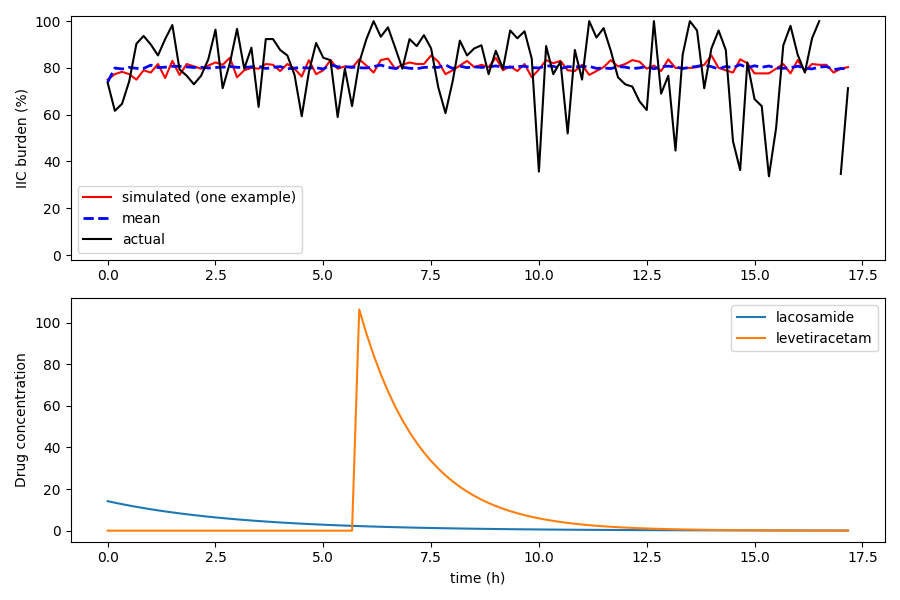 100
80
60
40
20
0
IIC burden (%)
simulated (one example)
mean
actual
0.0 2.5 5.0 7.5 10.0 12.5 15.0 17.5
100
80
60
40
20
0
Drug concentration
lacosamide
levetiracetam
0.0 2.5 5.0 7.5 10.0 12.5 15.0 17.5
time (h)